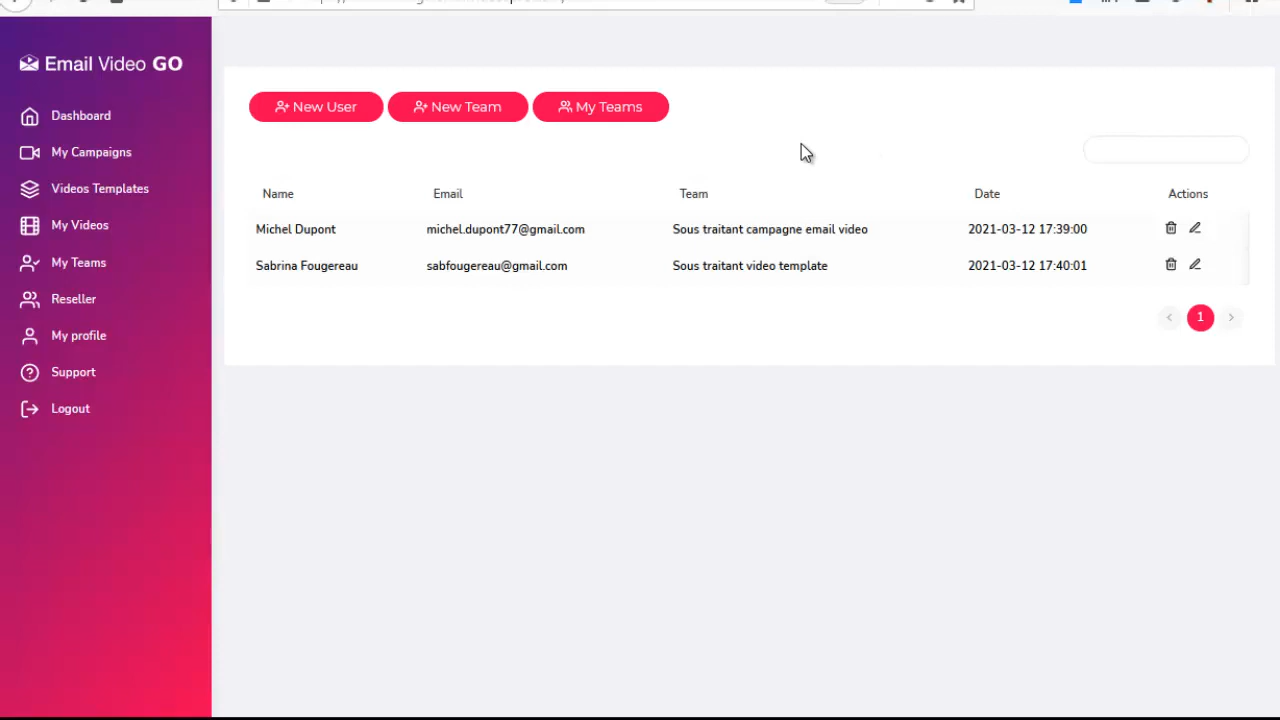 Email Video GO
Dashboard
My Campaigns
Videos Templates
My Videos
My Teams
Reseller
My profile
Support
Logout
New User
New Team
My Teams
Name Email Team Date Actions
Michel Dupont michel.dupont77@gmail.com Sous traitant campagne email video 2021-03-12 17:39:00
Sabrina Fougereau sabfougereau@gmail.com Sous traitant video template 2021-03-12 17:40:01
1